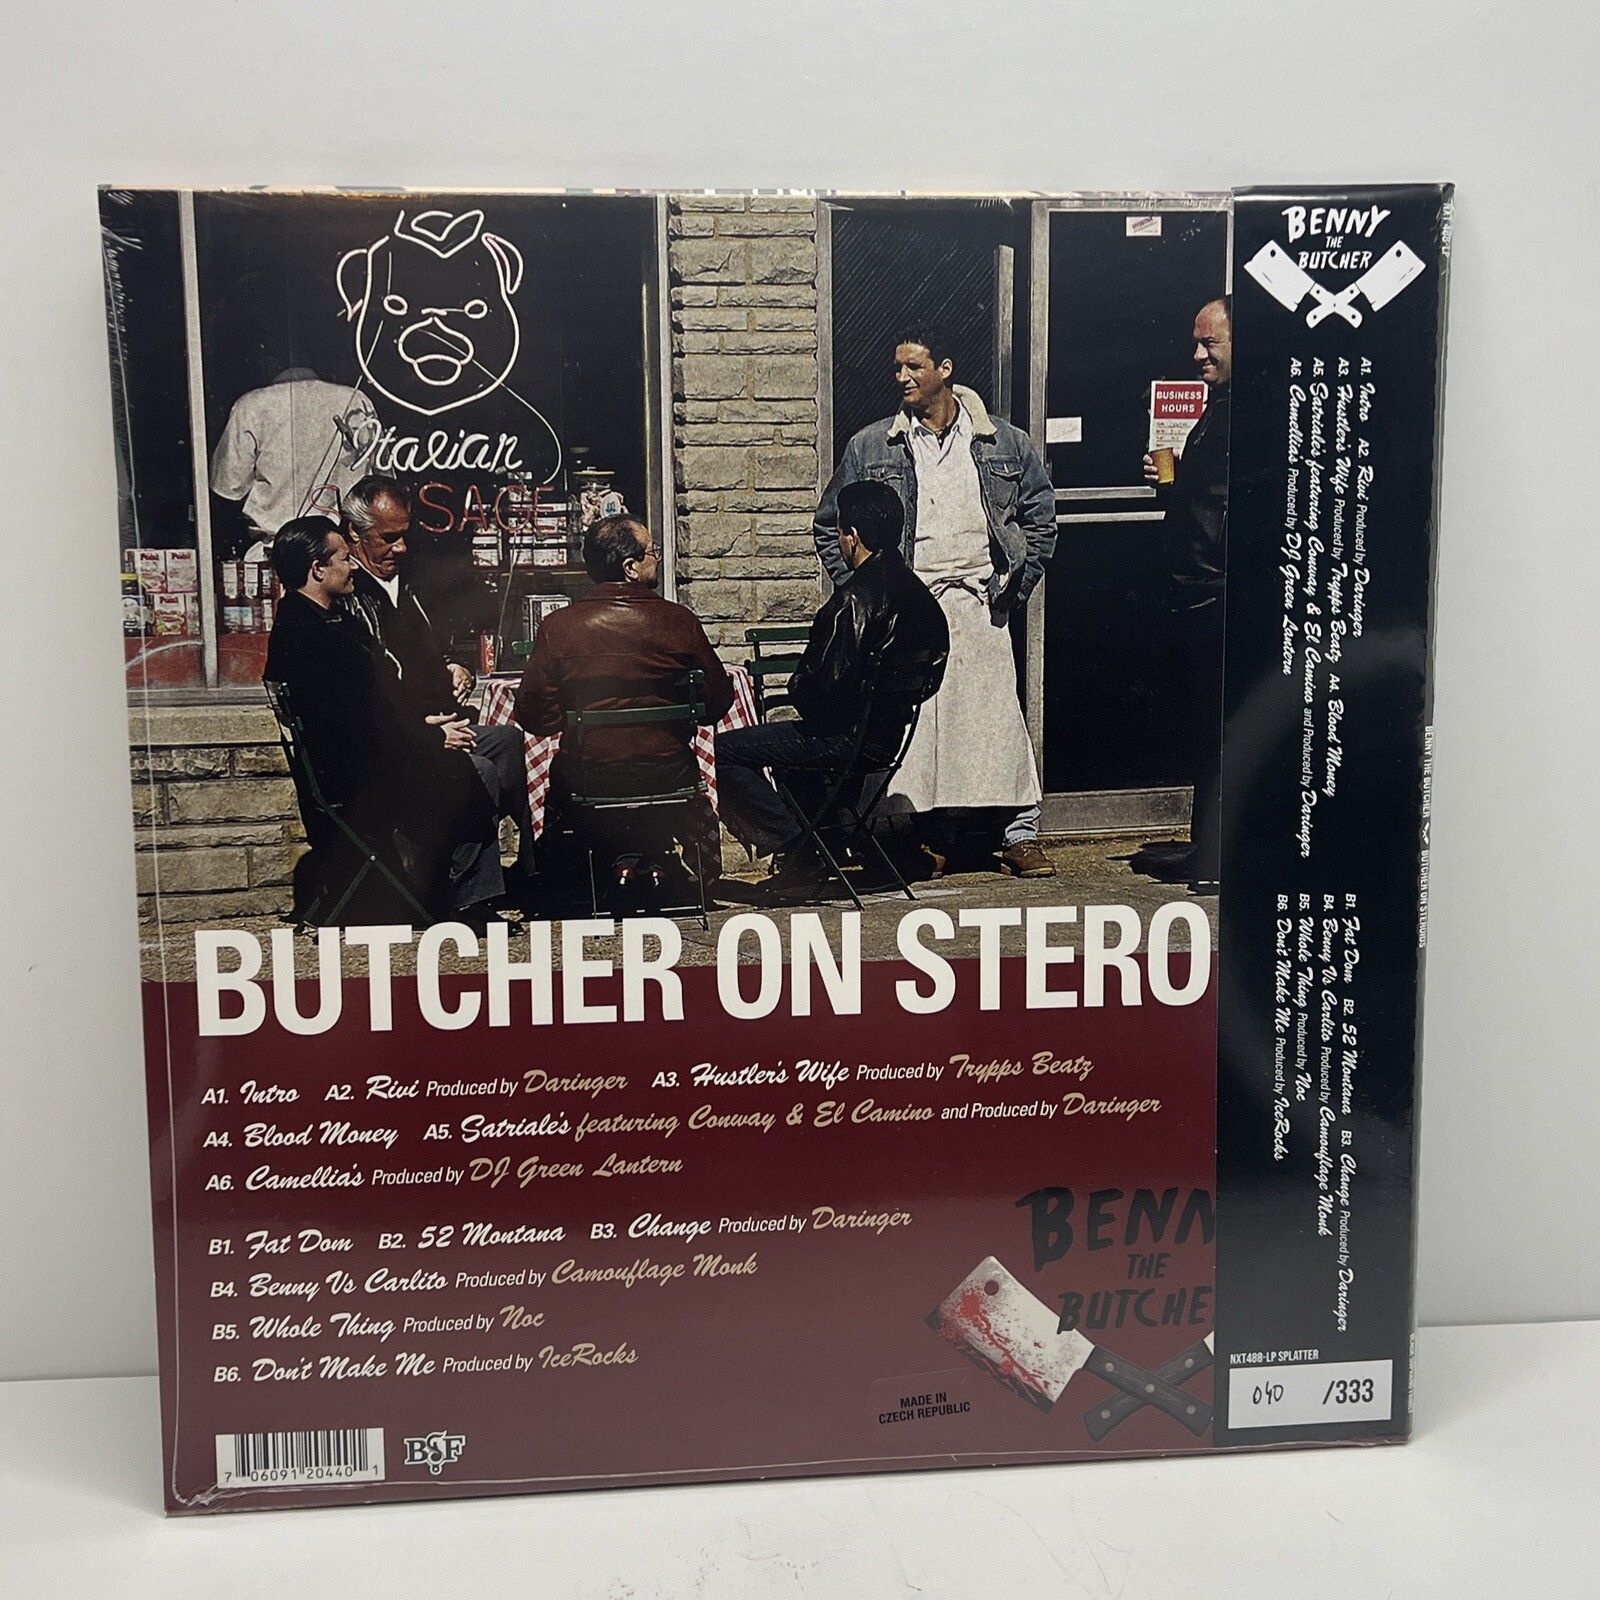 Italian
SAUSAGE
BUSINESS
HOURS
BUTCHER ON STERO
A1. Intro A2. Rivi Produced by Daringer A3. Hustler's Wife Produced by Trypps Beatz
A4. Blood Money A5. Satriale's featuring Conway & El Camino and Produced by Daringer
A6. Camellia's Produced by DJ Green Lantern
B1. Fat Dom B2. 52 Montana B3. Change Produced by Daringer
B4. Benny Vs Carlito Produced by Camouflage Monk
B5. Whole Thing Produced by Noc
B6. Don't Make Me Produced by IceRocks
BENN
THE
BUTCHE
MADE IN
CZECH REPUBLIC
7 06091 20440 1
BSF
BENNY
THE
BUTCHER
A1. Intro A2. Rivi Produced by Daringer
A3. Hustler's Wife Produced by Trypps Beatz A4. Blood Money
A5. Satriale's featuring Conway & El Camino and Produced by Daringer
A6. Camellia's Produced by DJ Green Lantern
B1. Fat Dom B2. 52 Montana B3. Change Produced by Daringer
B4. Benny Vs Carlito Produced by Camouflage Monk
B5. Whole Thing Produced by Noc
B6. Don't Make Me Produced by IceRocks
NXT488-LP SPLATTER
040 /333
BENNY THE BUTCHER BUTCHER ON STEROIDS